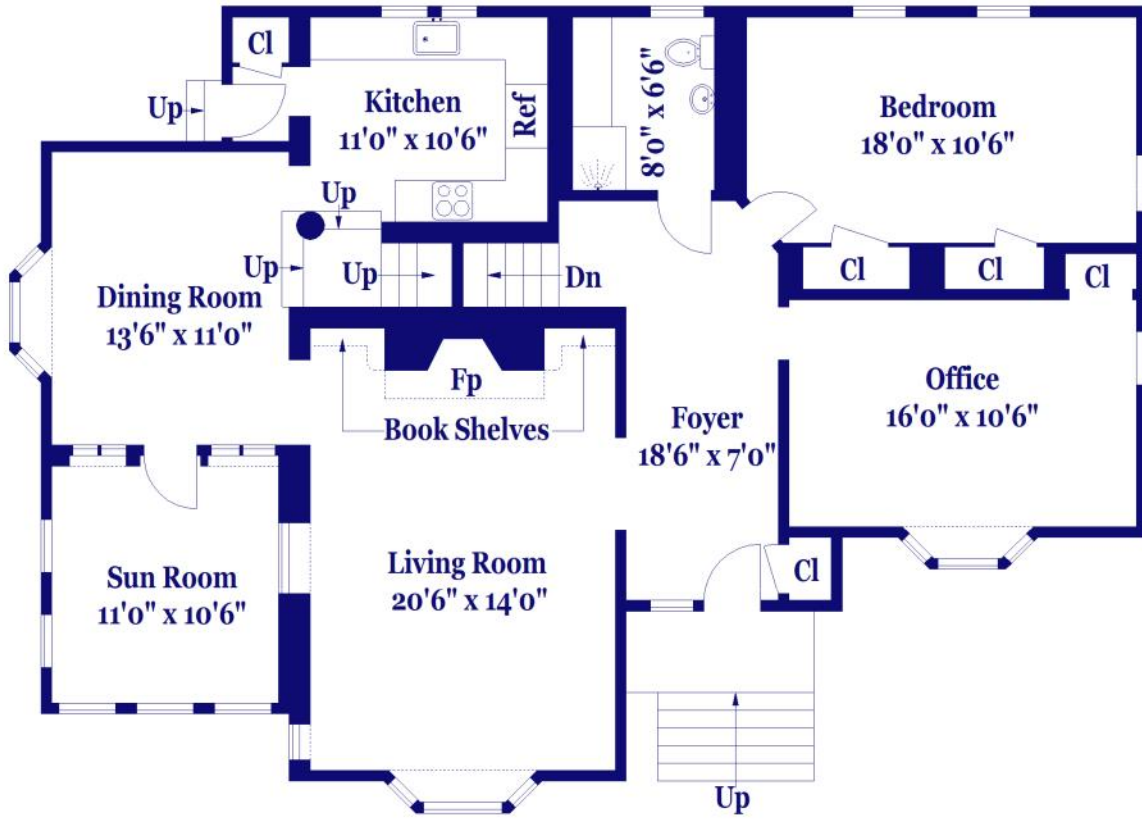 Cl
Up
Kitchen
11'0" x 10'6"
Ref
8'0" x 6'6"
Bedroom
18'0" x 10'6"
Up
Up
Up
Dn
Cl
Cl
Cl
Dining Room
13'6" x 11'0"
Fp
Book Shelves
Foyer
18'6" x 7'0"
Office
16'0" x 10'6"
Sun Room
11'0" x 10'6"
Living Room
20'6" x 14'0"
Cl
Up